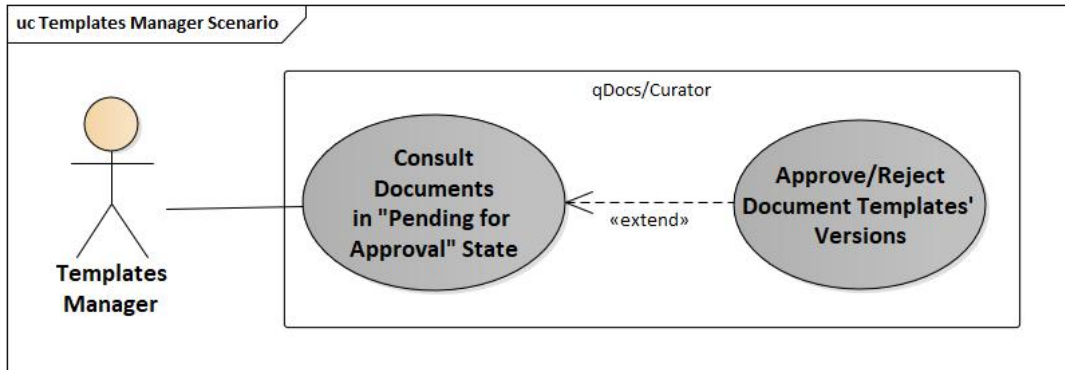 uc Templates Manager Scenario
qDocs/Curator
Consult
Documents
in "Pending for
Approval" State
«extend»
Approve/Reject
Document Templates'
Versions
Templates
Manager